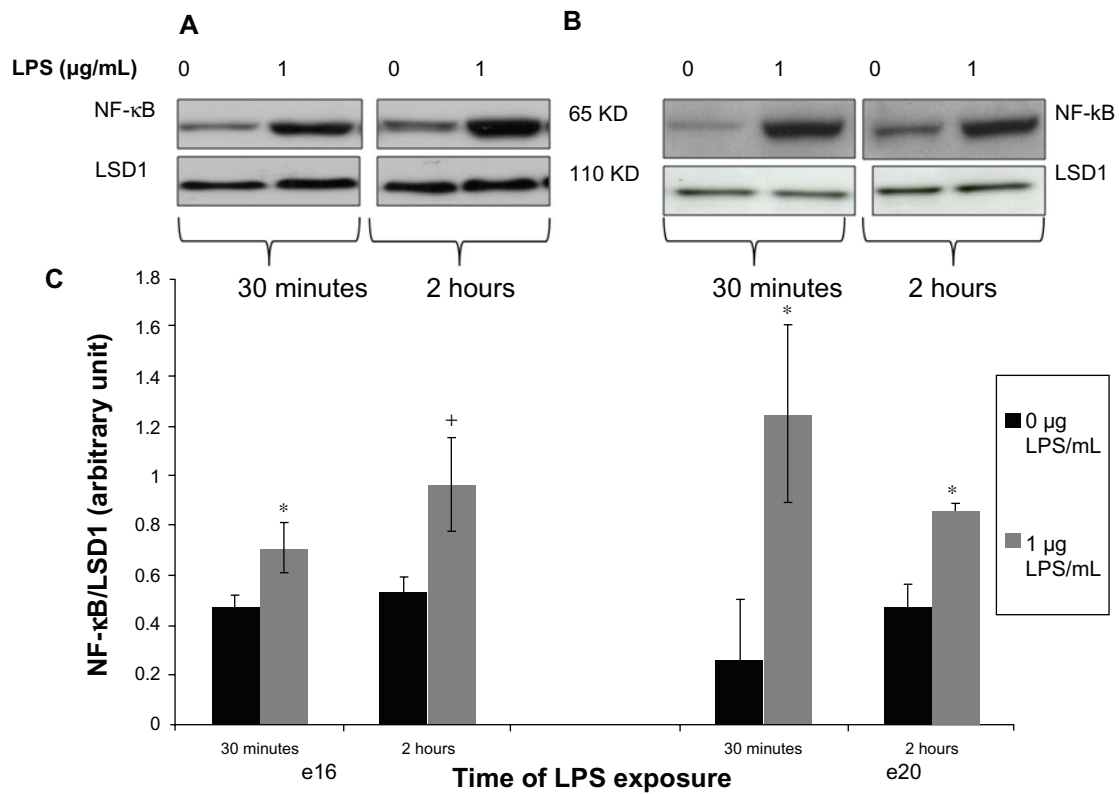 A
B
LPS (µg/mL)
0 1 0 1 0 1 0 1
NF-κB
65 KD
NF-kB
LSD1
110 KD
LSD1
30 minutes
2 hours
30 minutes
2 hours
C
NF-κB/LSD1 (arbitrary unit)
1.8
1.6
1.4
1.2
1
0.8
0.6
0.4
0.2
0
*
+
*
*
0 µg
LPS/mL
1 µg
LPS/mL
30 minutes
2 hours
30 minutes
2 hours
e16
e20
Time of LPS exposure